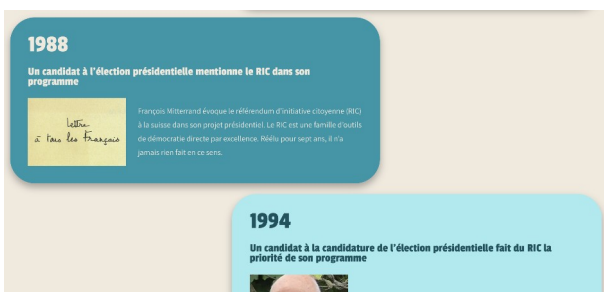 1988
Un candidat à l'élection présidentielle mentionne le RIC dans son
programme
Lettre
à tous les Français
François Mitterrand évoque le référendum d'initiative citoyenne (RIC)
à la suisse dans son projet présidentiel. Le RIC est une famille d'outils
de démocratie directe par excellence. Réélu pour sept ans, il n'a
jamais rien fait en ce sens.
1994
Un candidat à la candidature de l'élection présidentielle fait du RIC la
priorité de son programme